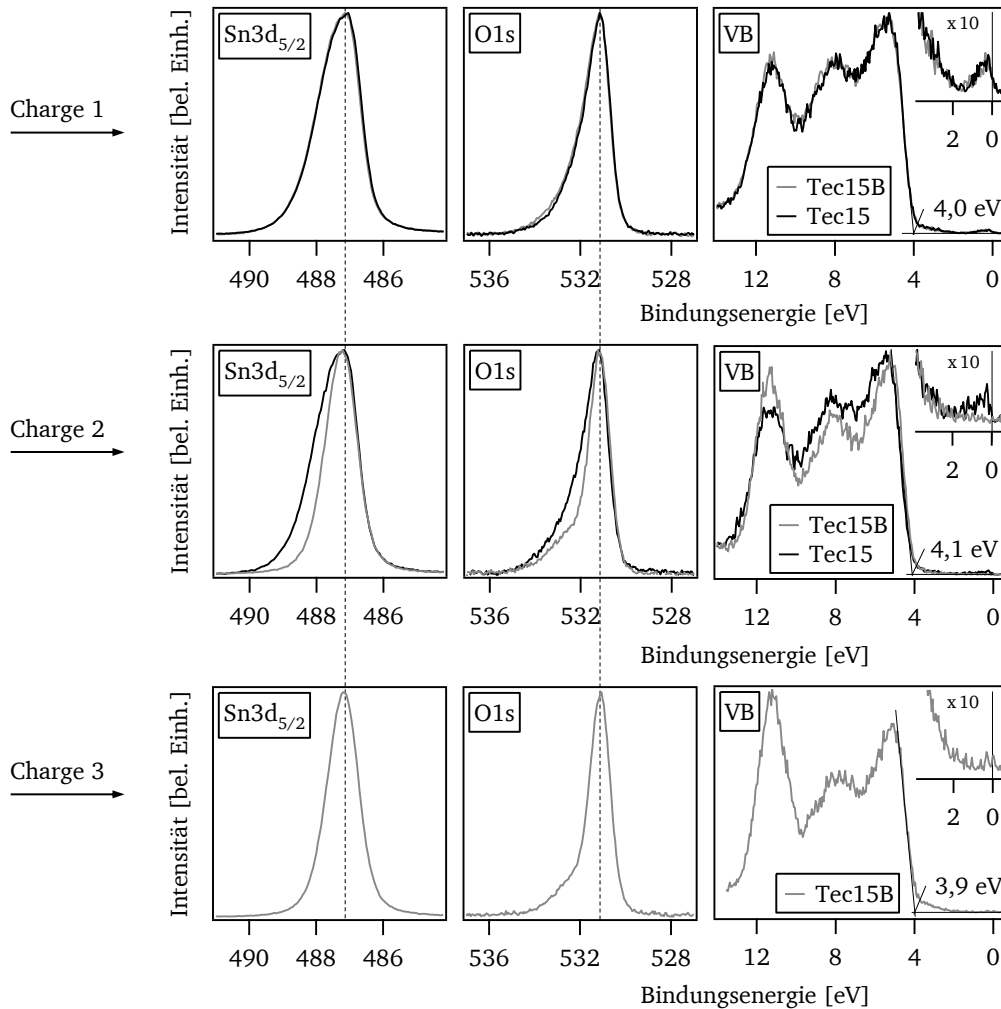 Charge 1
Intensität [bel. Einh.]
Sn3d5/2
490 488 486
O1s
536 532 528
VB
x 10
2 0
Tec15B
Tec15
4,0 eV
12 8 4 0
Bindungsenergie [eV]
Charge 2
Intensität [bel. Einh.]
Sn3d5/2
490 488 486
O1s
536 532 528
VB
x 10
2 0
Tec15B
Tec15
4,1 eV
12 8 4 0
Bindungsenergie [eV]
Charge 3
Intensität [bel. Einh.]
Sn3d5/2
490 488 486
O1s
536 532 528
VB
x 10
2 0
Tec15B
3,9 eV
12 8 4 0
Bindungsenergie [eV]